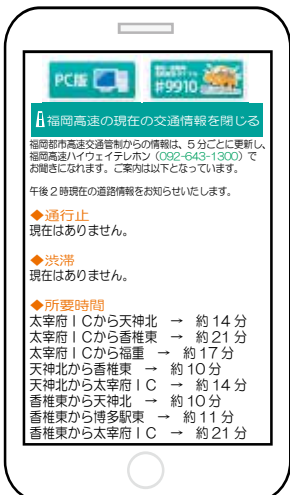 PC版
#9910
福岡高速の現在の交通情報を閉じる
福岡都市高速交通管制からの情報は、5分ごとに更新し、
福岡高速ハイウェイテレホン（092-643-1300）で
お聞きになれます。ご案内は以下となっています。
午後2時現在の道路情報をお知らせいたします。
◆通行止
現在はありません。
◆渋滞
現在はありません。
◆所要時間
太宰府ＩＣから天神北　→　約14分
太宰府ＩＣから香椎東　→　約21分
太宰府ＩＣから福重　→　約17分
天神北から香椎東　→　約10分
天神北から太宰府ＩＣ　→　約14分
香椎東から天神北　→　約10分
香椎東から博多駅東　→　約11分
香椎東から太宰府ＩＣ　→　約21分